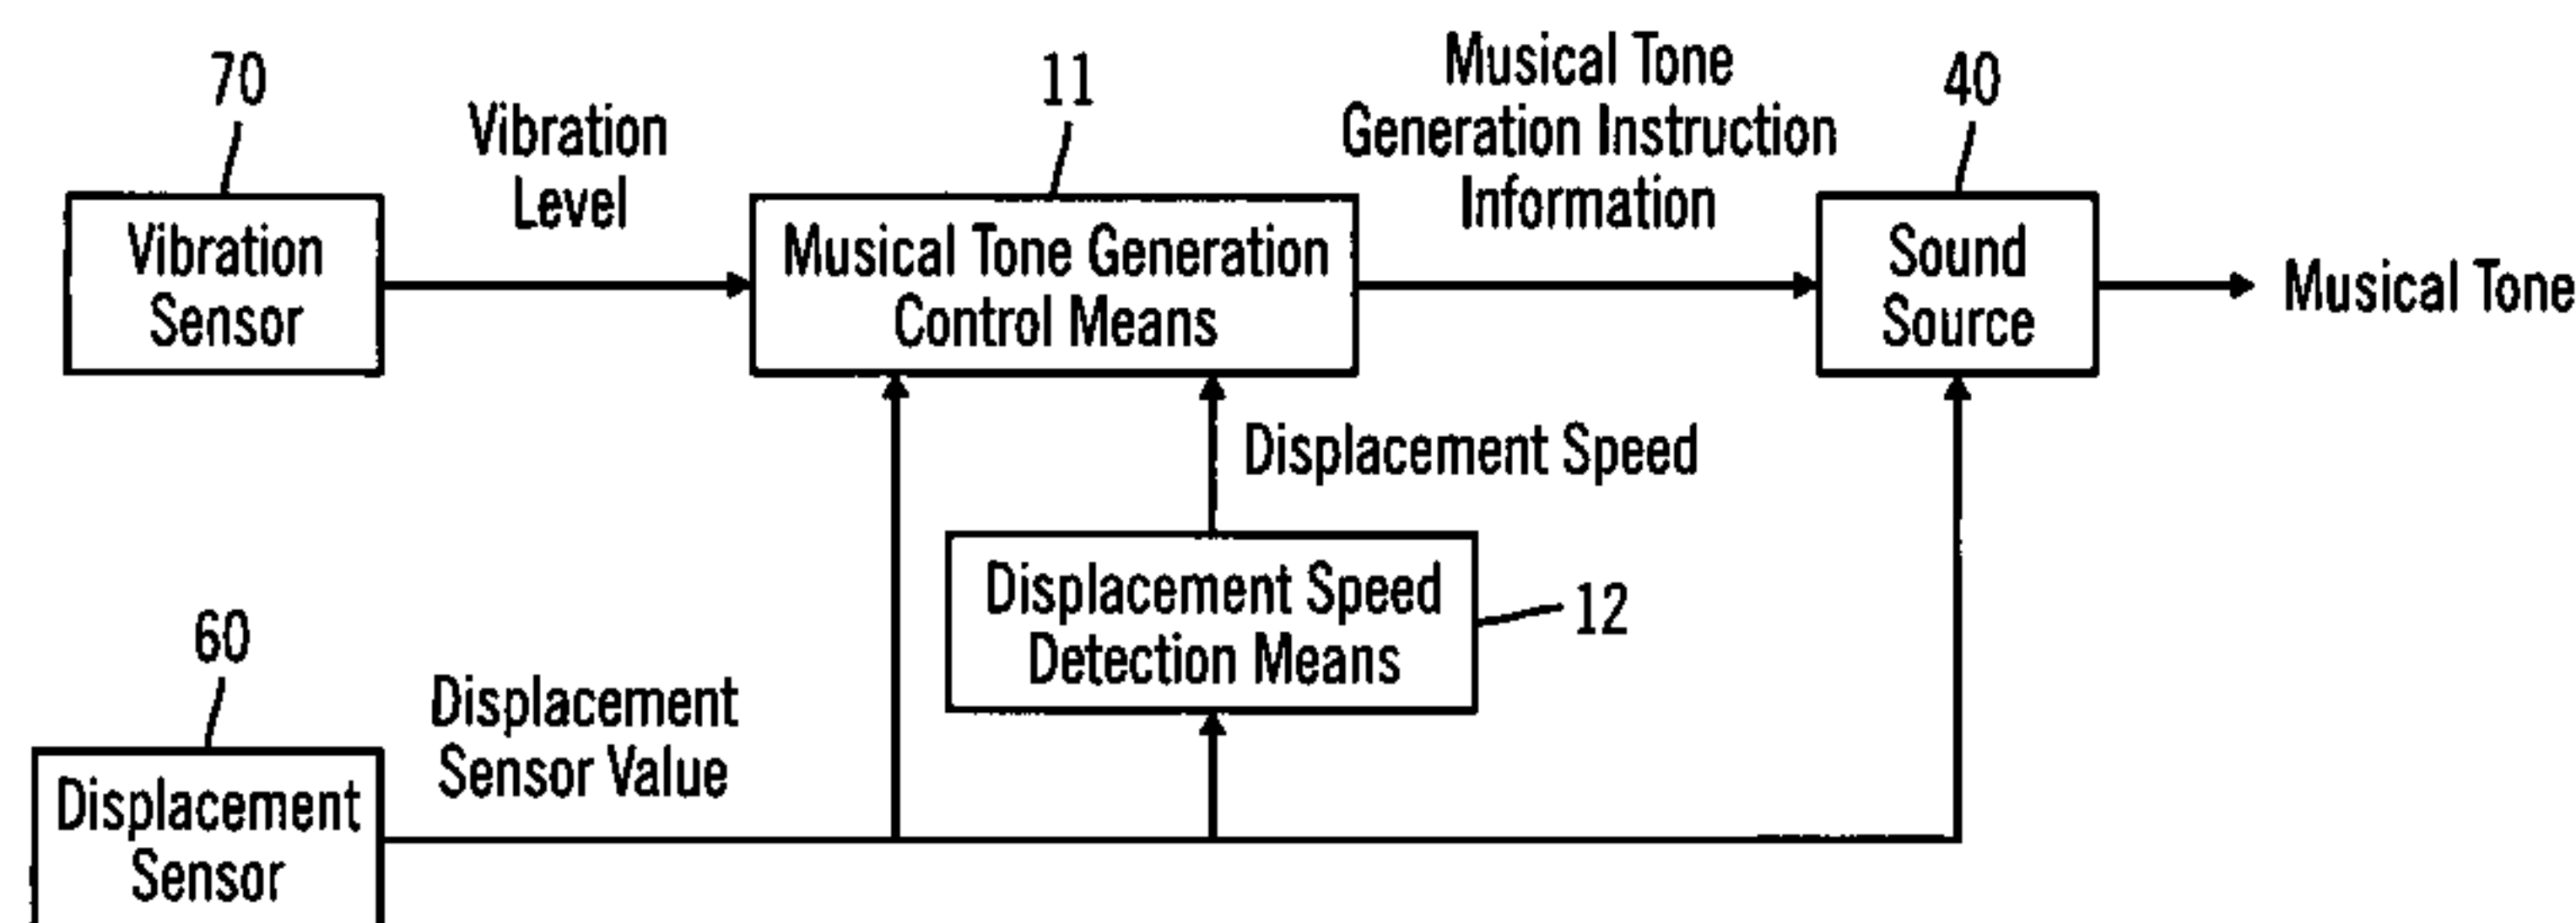 70
Vibration
Level
11
Musical Tone
Generation Instruction
Information
40
Vibration
Sensor
Musical Tone Generation
Control Means
Sound
Source
Musical Tone
Displacement Speed
Displacement Speed
Detection Means
12
60
Displacement
Sensor Value
Displacement
Sensor